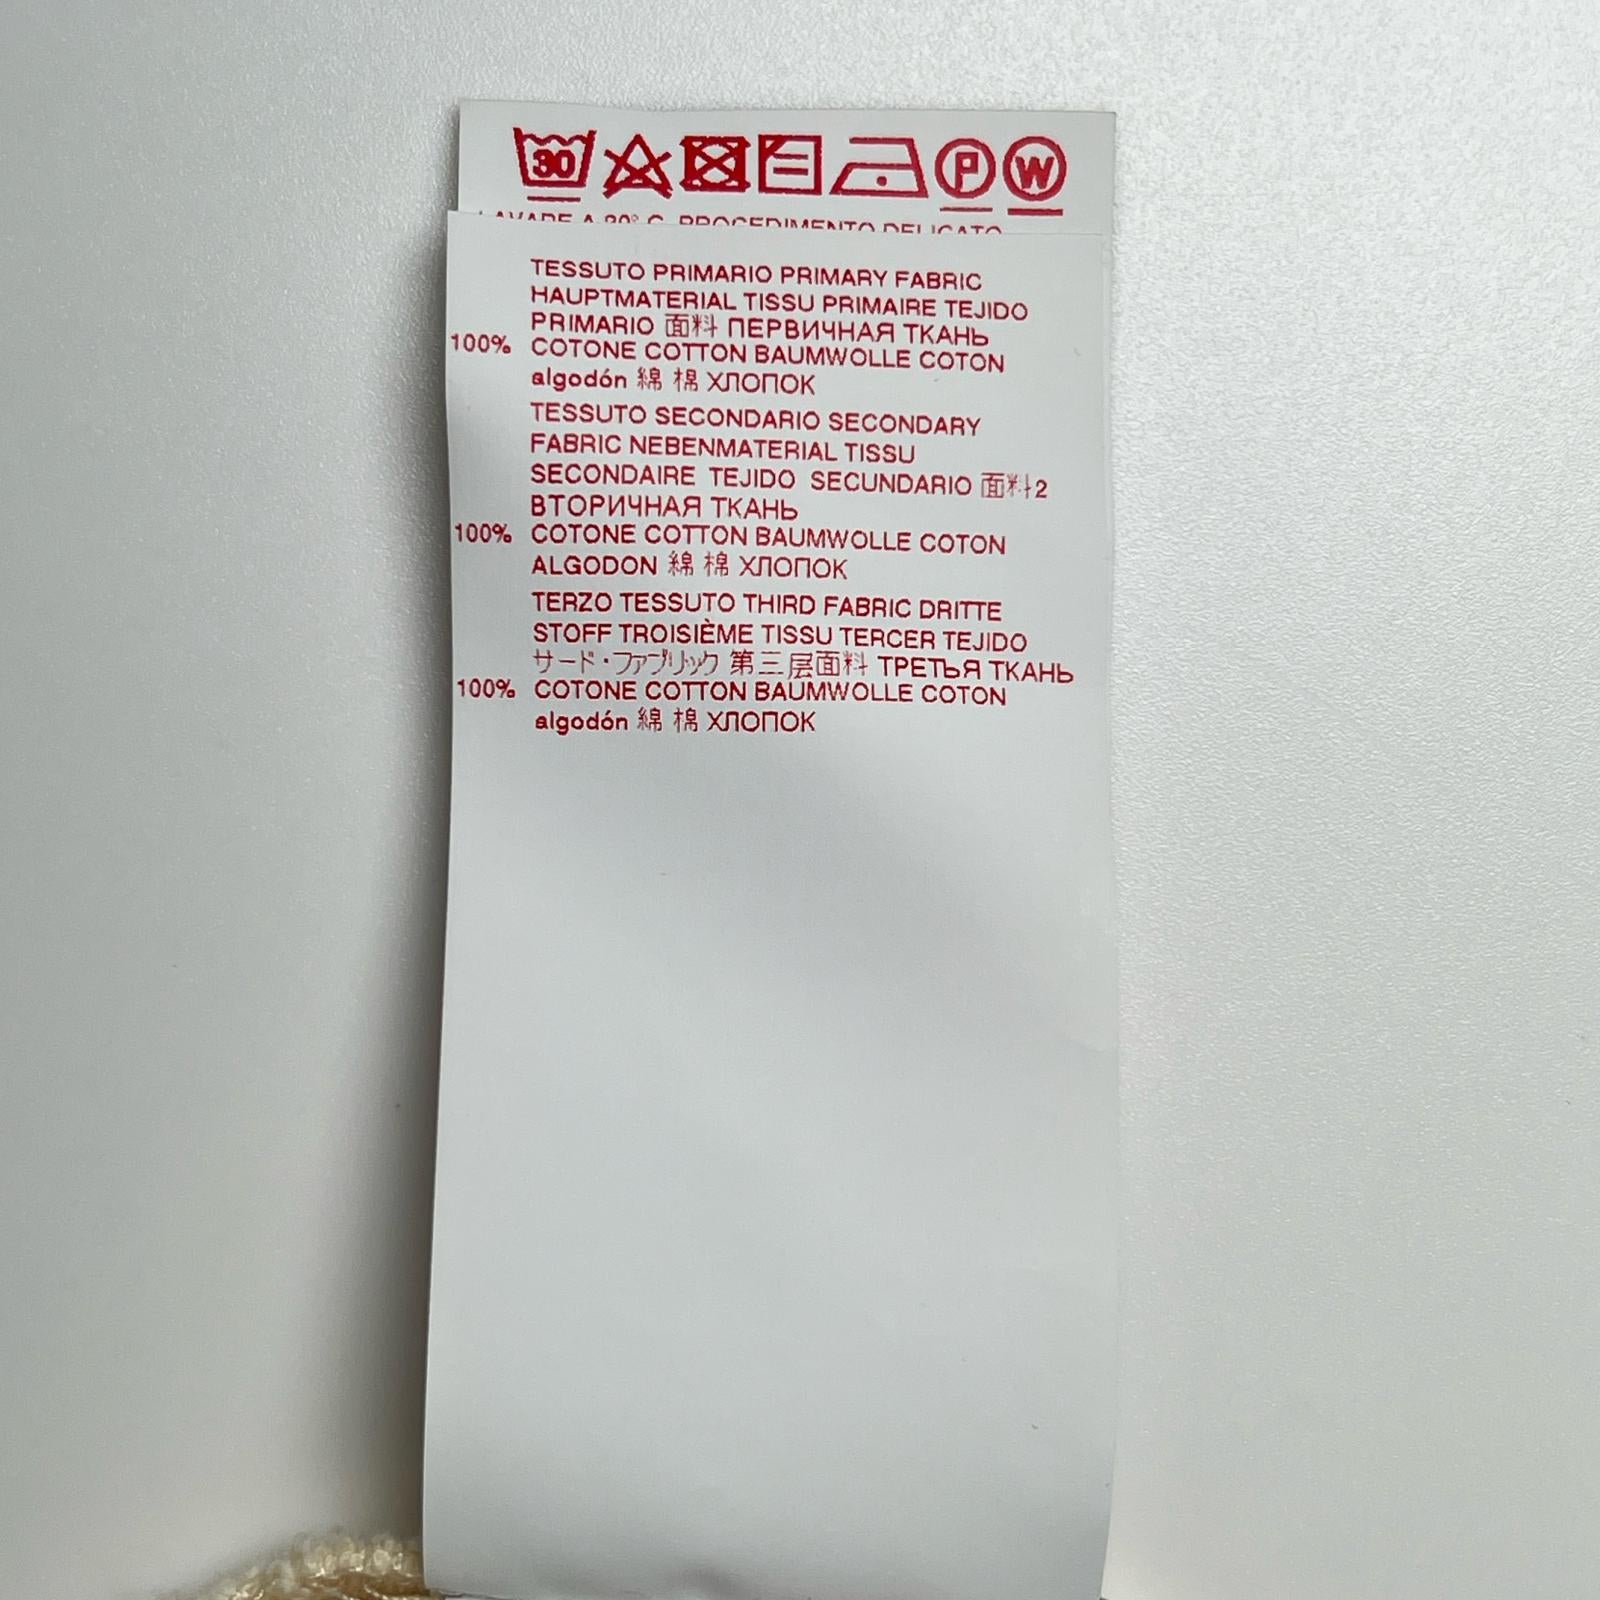 30
P
W
LAVARE A 30° C PROCEDIMENTO DELICATO
TESSUTO PRIMARIO PRIMARY FABRIC
HAUPTMATERIAL TISSU PRIMAIRE TEJIDO
PRIMARIO 面料 ПЕРВИЧНАЯ ТКАНЬ
100% COTONE COTTON BAUMWOLLE COTON
algodón 綿 棉 ХЛОПОК
TESSUTO SECONDARIO SECONDARY
FABRIC NEBENMATERIAL TISSU
SECONDAIRE TEJIDO SECUNDARIO 面料2
ВТОРИЧНАЯ ТКАНЬ
100% COTONE COTTON BAUMWOLLE COTON
ALGODON 綿 棉 ХЛОПОК
TERZO TESSUTO THIRD FABRIC DRITTE
STOFF TROISIÈME TISSU TERCER TEJIDO
サード・ファブリック 第三层面料 ТРЕТЬЯ ТКАНЬ
100% COTONE COTTON BAUMWOLLE COTON
algodón 綿 棉 ХЛОПОК